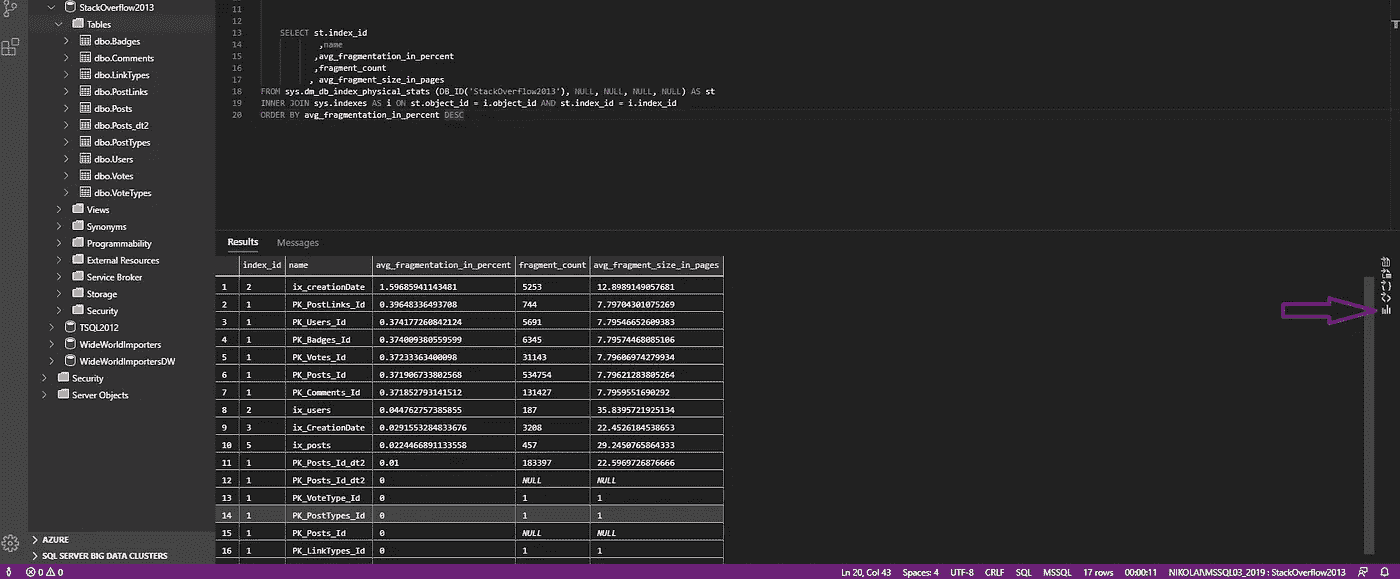 StackOverflow2013
Tables
dbo.Badges
dbo.Comments
dbo.LinkTypes
dbo.PostLinks
dbo.Posts
dbo.Posts_dt2
dbo.PostTypes
dbo.Users
dbo.Votes
dbo.VoteTypes
Views
Synonyms
Programmability
External Resources
Service Broker
Storage
Security
TSQL2012
WideWorldImporters
WideWorldImportersDW
Security
Server Objects
AZURE
SQL SERVER BIG DATA CLUSTERS
11
12
13 SELECT st.index_id
14 ,name
15 ,avg_fragmentation_in_percent
16 ,fragment_count
17 , avg_fragment_size_in_pages
18 FROM sys.dm_db_index_physical_stats (DB_ID('StackOverflow2013'), NULL, NULL, NULL, NULL) AS st
19 INNER JOIN sys.indexes AS i ON st.object_id = i.object_id AND st.index_id = i.index_id
20 ORDER BY avg_fragmentation_in_percent DESC
Results Messages
index_id name avg_fragmentation_in_percent fragment_count avg_fragment_size_in_pages
1 2 ix_creationDate 1.59685941143481 5253 12.8989149057681
2 1 PK_PostLinks_Id 0.39648336493708 744 7.79704301075269
3 1 PK_Users_Id 0.374177260842124 5691 7.79546652609383
4 1 PK_Badges_Id 0.374009380559599 6345 7.79574468085106
5 1 PK_Votes_Id 0.37233363400098 31143 7.79606974279934
6 1 PK_Posts_Id 0.371906733802568 534754 7.79621283805264
7 1 PK_Comments_Id 0.371852793141512 131427 7.7959551690292
8 2 ix_users 0.044762757385855 187 35.8395721925134
9 3 ix_CreationDate 0.0291553284833676 3208 22.4526184538653
10 5 ix_posts 0.0224466891133558 457 29.2450765864333
11 1 PK_Posts_Id_dt2 0.01 183397 22.5969726876666
12 1 PK_Posts_Id_dt2 0 NULL NULL
13 1 PK_VoteType_Id 0 1 1
14 1 PK_PostTypes_Id 0 1 1
15 1 PK_Posts_Id 0 NULL NULL
16 1 PK_LinkTypes_Id 0 1 1
0 0 Ln 20, Col 43 Spaces: 4 UTF-8 CRLF SQL MSSQL 17 rows 00:00:11 NIKOLAI\MSSQL03_2019 : StackOverflow2013